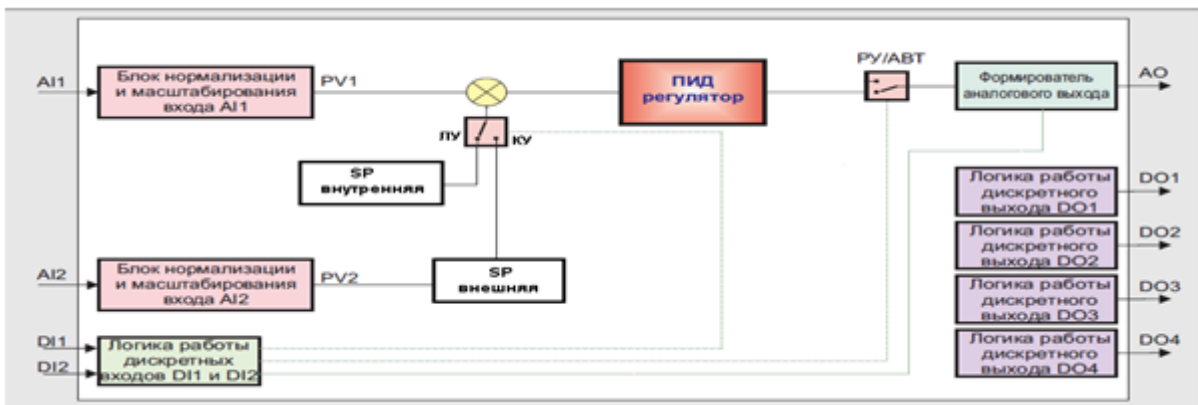 AI1
Блок нормализации
и масштабирования
входа AI1
PV1
ПИД
регулятор
РУ/АВТ
Формирователь
аналогового выхода
AO
ЛУ
КУ
SP
внутренняя
AI2
Блок нормализации
и масштабирования
входа AI2
PV2
SP
внешняя
DI1
DI2
Логика работы
дискретных
входов DI1 и DI2
Логика работы
дискретного
выхода DO1
DO1
Логика работы
дискретного
выхода DO2
DO2
Логика работы
дискретного
выхода DO3
DO3
Логика работы
дискретного
выхода DO4
DO4